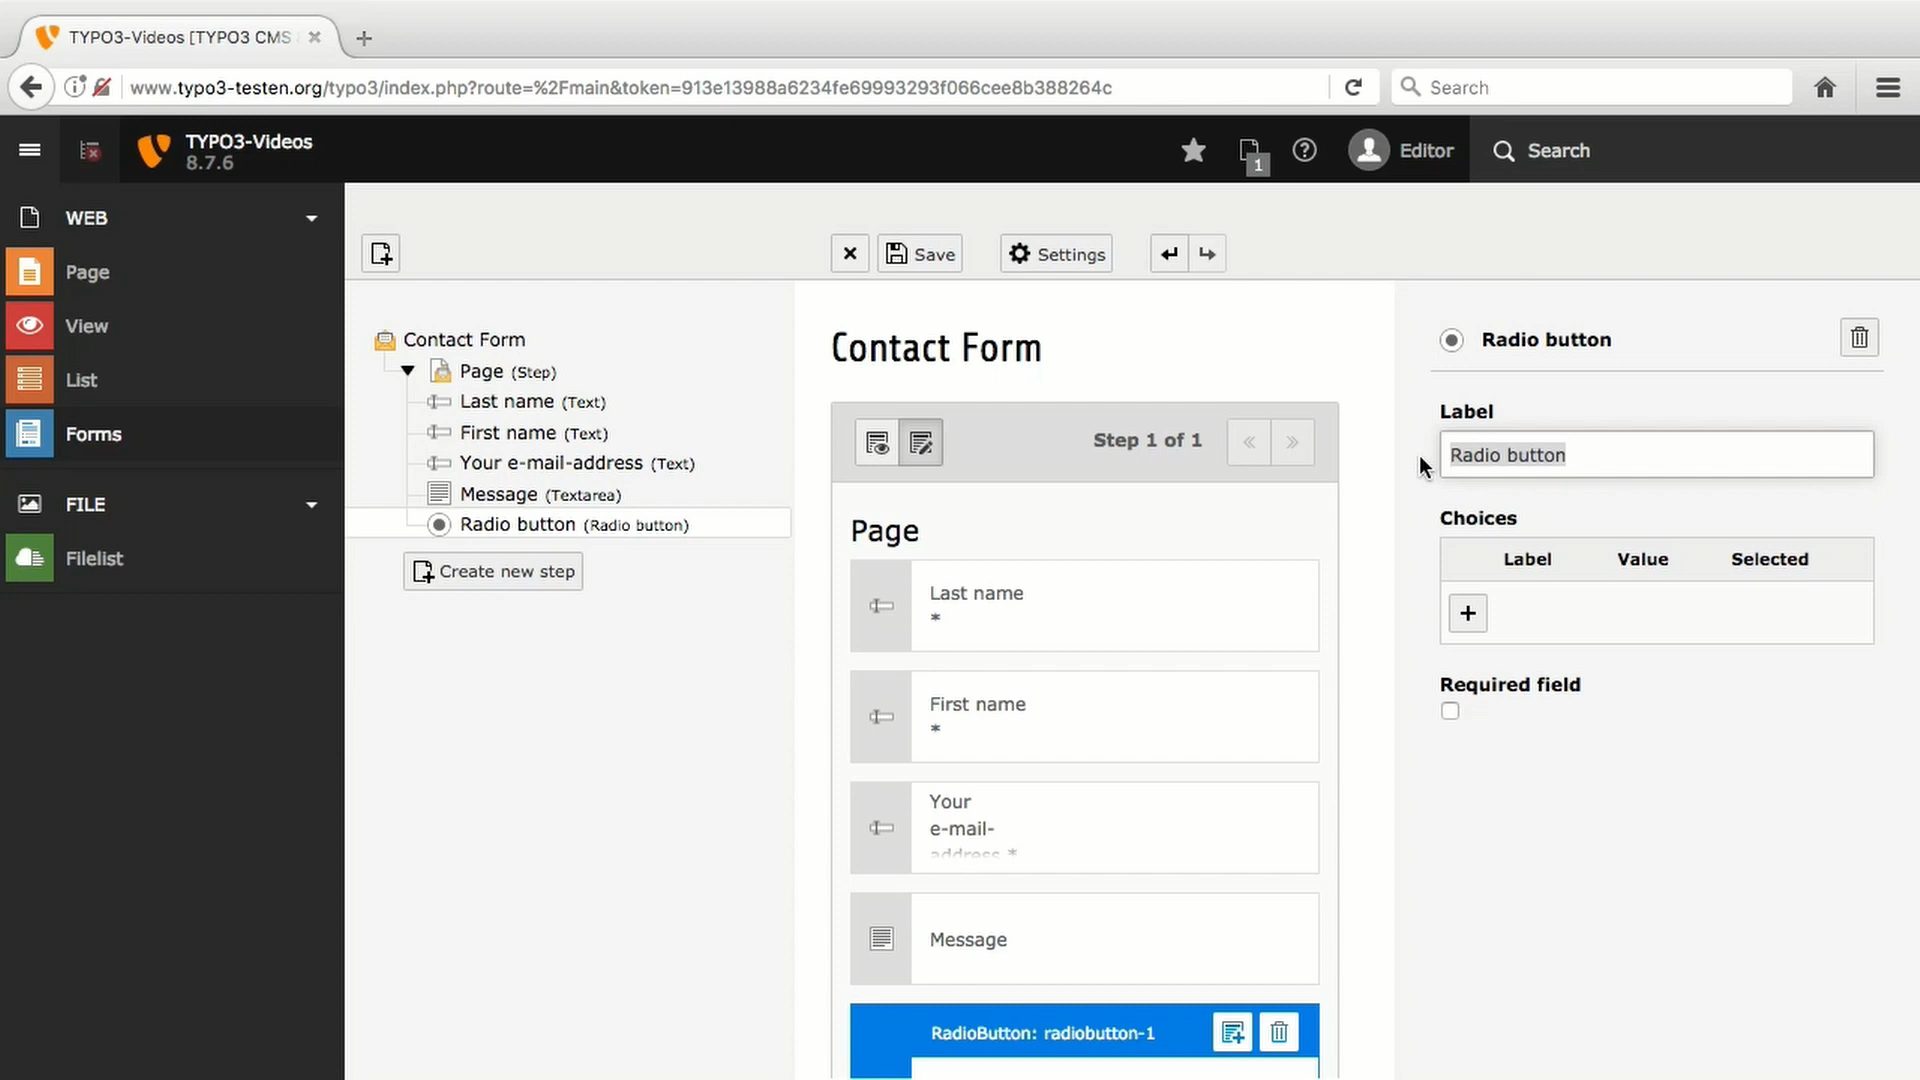 TYPO3-Videos [TYPO3 CMS
www.typo3-testen.org/typo3/index.php?route=%2Fmain&token=913e13988a6234fe69993293f066cee8b388264c
Search
TYPO3-Videos
8.7.6
1
Editor
Search
WEB
Page
View
List
Forms
FILE
Filelist
Save
Settings
Contact Form
Page (Step)
Last name (Text)
First name (Text)
Your e-mail-address (Text)
Message (Textarea)
Radio button (Radio button)
Create new step
Contact Form
Step 1 of 1
Page
Last name
*
First name
*
Your
e-mail-
address *
Message
RadioButton: radiobutton-1
Radio button
Label
Radio button
Choices
Label Value Selected
Required field